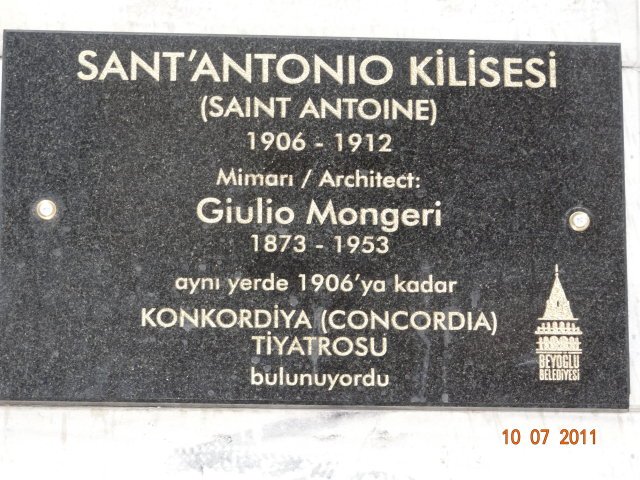 SANT'ANTONIO KİLİSESİ
(SAINT ANTOINE)
1906 - 1912
Mimarı / Architect:
Giulio Mongeri
1873 - 1953
aynı yerde 1906'ya kadar
KONKORDİYA (CONCORDIA)
TİYATROSU
bulunuyordu
BEYOĞLU
BELEDİYESİ
10 07 2011